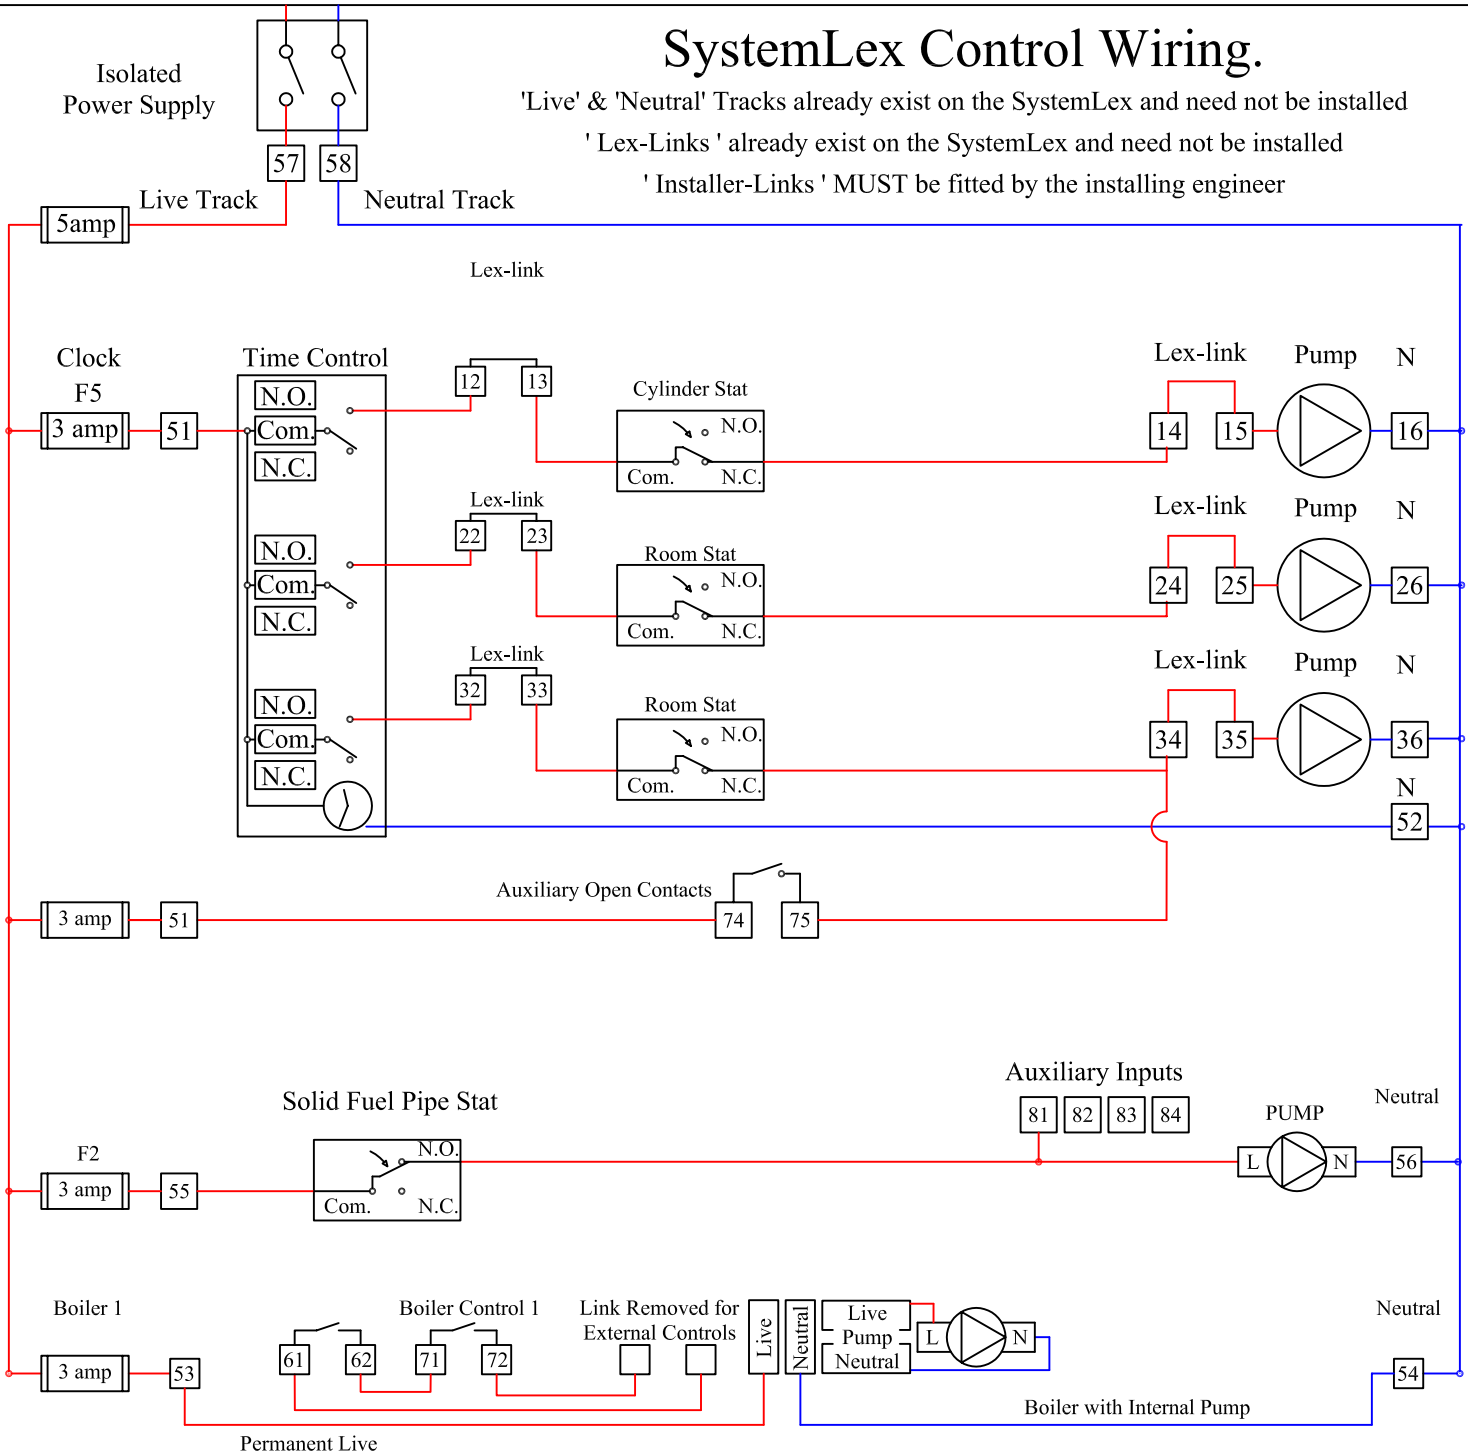 SystemLex Control Wiring.
Isolated
Power Supply
'Live' & 'Neutral' Tracks already exist on the SystemLex and need not be installed
' Lex-Links ' already exist on the SystemLex and need not be installed
' Installer-Links ' MUST be fitted by the installing engineer
57 58
Live Track Neutral Track
5amp
Lex-link
Clock
F5
3 amp 51
Time Control
N.O.
Com.
N.C.
12 13
Cylinder Stat
N.O.
Com. N.C.
Lex-link Pump N
14 15 16
N.O.
Com.
N.C.
Lex-link
22 23
Room Stat
N.O.
Com. N.C.
Lex-link Pump N
24 25 26
N.O.
Com.
N.C.
Lex-link
32 33
Room Stat
N.O.
Com. N.C.
Lex-link Pump N
34 35 36
N
52
Auxiliary Open Contacts
3 amp 51 74 75
Auxiliary Inputs
81 82 83 84
Solid Fuel Pipe Stat
F2
3 amp 55
N.O.
Com. N.C.
PUMP Neutral
L N 56
Boiler 1
3 amp 53
61 62
Boiler Control 1
71 72
Link Removed for
External Controls
Live
Neutral
Live
Pump
Neutral
L N
Neutral
54
Boiler with Internal Pump
Permanent Live